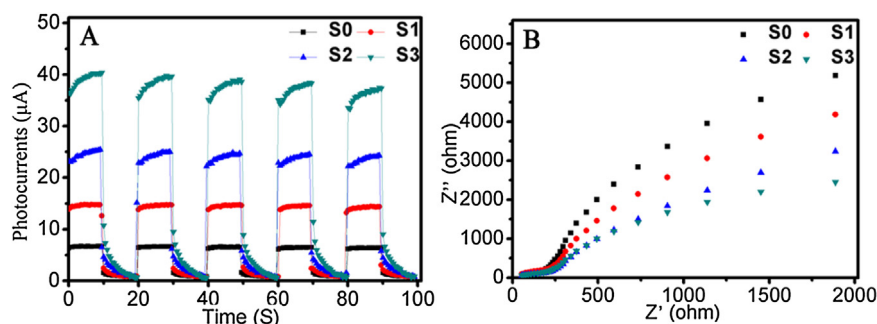 A
S0 S1
S2 S3
Photocurrents (μA)
50
40
30
20
10
0
0 20 40 60 80 100
Time (S)
B
S0 S1
S2 S3
Z'' (ohm)
6000
5000
4000
3000
2000
1000
0
0 500 1000 1500 2000
Z' (ohm)